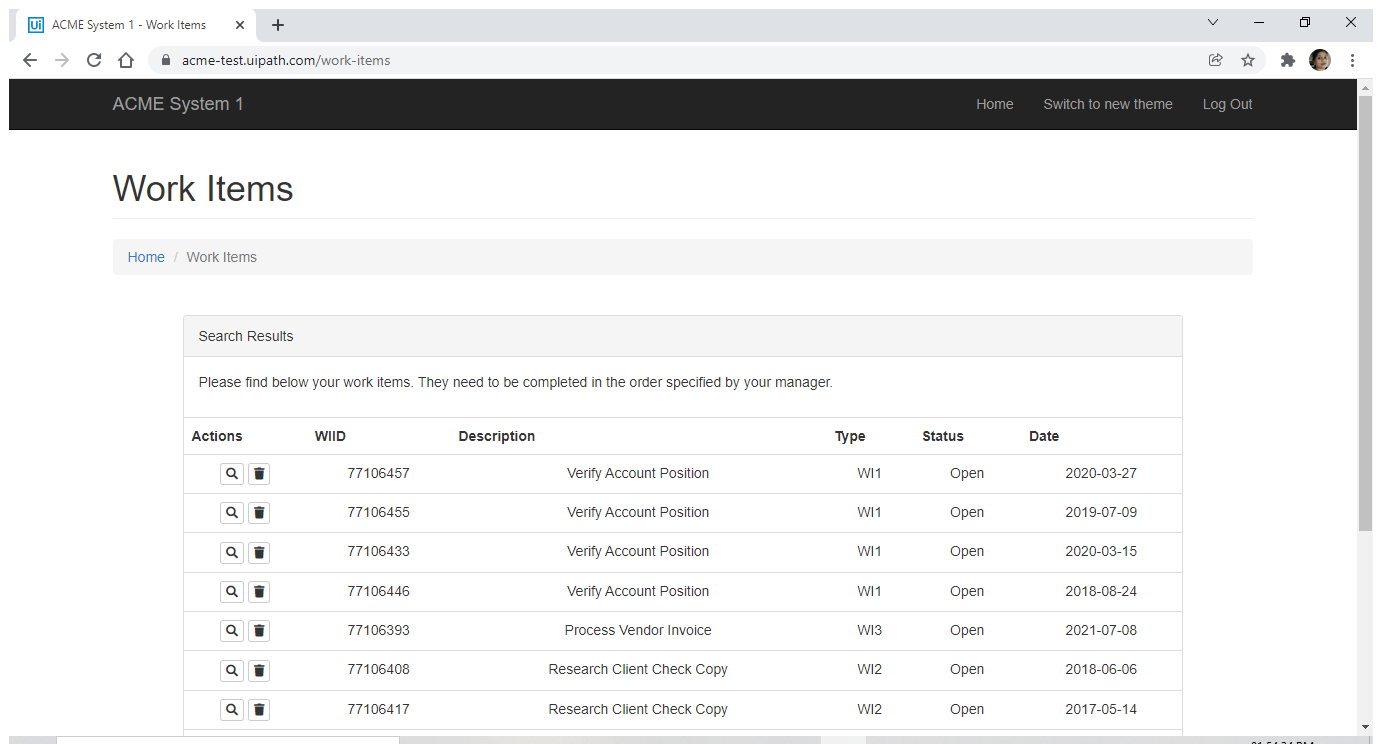 Ui ACME System 1 - Work Items
acme-test.uipath.com/work-items
ACME System 1 Home Switch to new theme Log Out
Work Items
Home / Work Items
Search Results
Please find below your work items. They need to be completed in the order specified by your manager.
Actions WIID Description Type Status Date
77106457 Verify Account Position WI1 Open 2020-03-27
77106455 Verify Account Position WI1 Open 2019-07-09
77106433 Verify Account Position WI1 Open 2020-03-15
77106446 Verify Account Position WI1 Open 2018-08-24
77106393 Process Vendor Invoice WI3 Open 2021-07-08
77106408 Research Client Check Copy WI2 Open 2018-06-06
77106417 Research Client Check Copy WI2 Open 2017-05-14